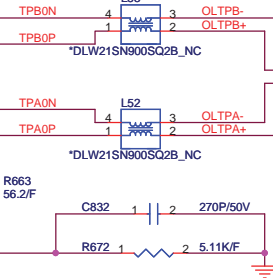 TPB0N 4 3 OLTPB-
TPB0P 1 2 OLTPB+
*DLW21SN900SQ2B_NC
L52
TPA0N 4 3 OLTPA-
TPA0P 1 2 OLTPA+
*DLW21SN900SQ2B_NC
R663
56.2/F
C832 1 2 270P/50V
R672 1 2 5.11K/F